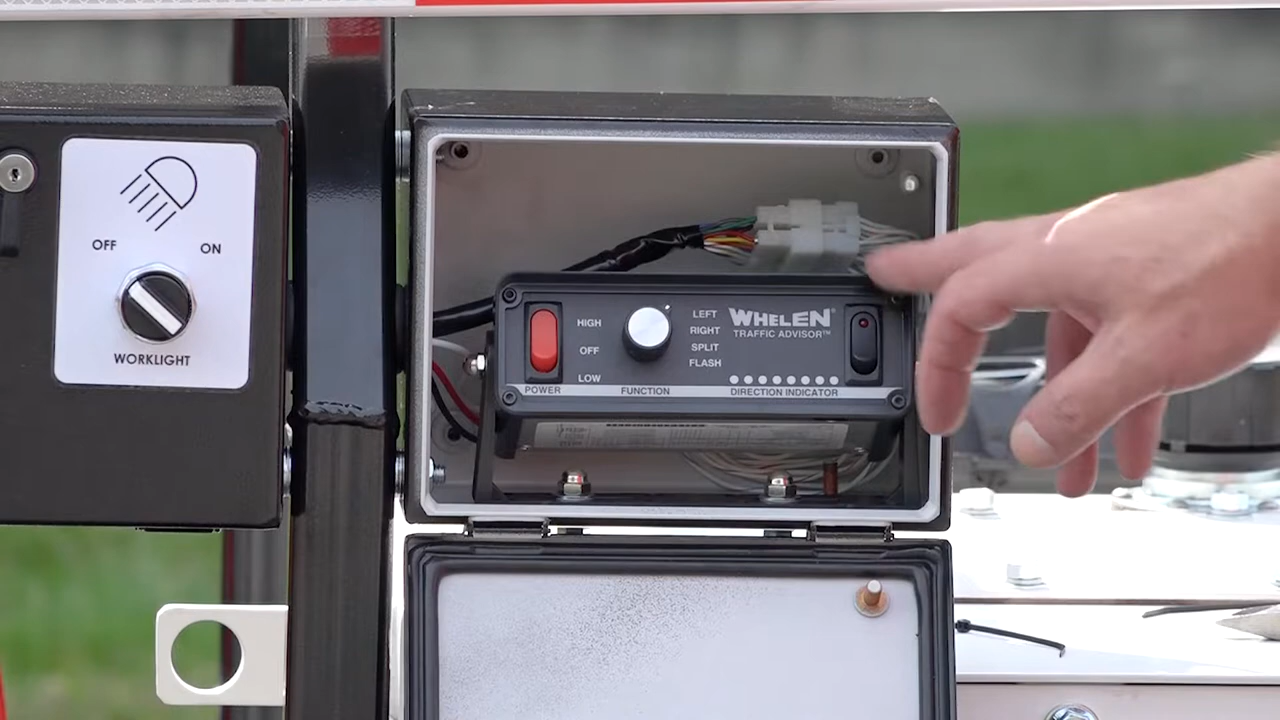 OFF
ON
WORKLIGHT
HIGH
OFF
LOW
POWER
FUNCTION
LEFT
RIGHT
SPLIT
FLASH
WHELEN®
TRAFFIC ADVISOR™
DIRECTION INDICATOR